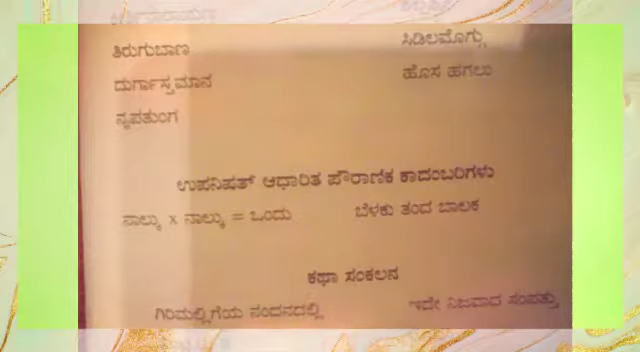 ತಿರುಗುಬಾಣ ಸಿಡಿಲಮೊಗ್ಗು
ದುರ್ಗಾಸ್ತಮಾನ ಹೊಸ ಹಗಲು
ನೃಪತುಂಗ
ಉಪನಿಷತ್ ಆಧಾರಿತ ಪೌರಾಣಿಕ ಕಾದಂಬರಿಗಳು
ನಾಲ್ಕು x ನಾಲ್ಕು = ಒಂದು ಬೆಳಕು ತಂದ ಬಾಲಕ
ಕಥಾ ಸಂಕಲನ
ಗಿರಿಮಲ್ಲಿಗೆಯ ನಂದನದಲ್ಲಿ ಇದೇ ನಿಜವಾದ ಸಂಪತ್ತು